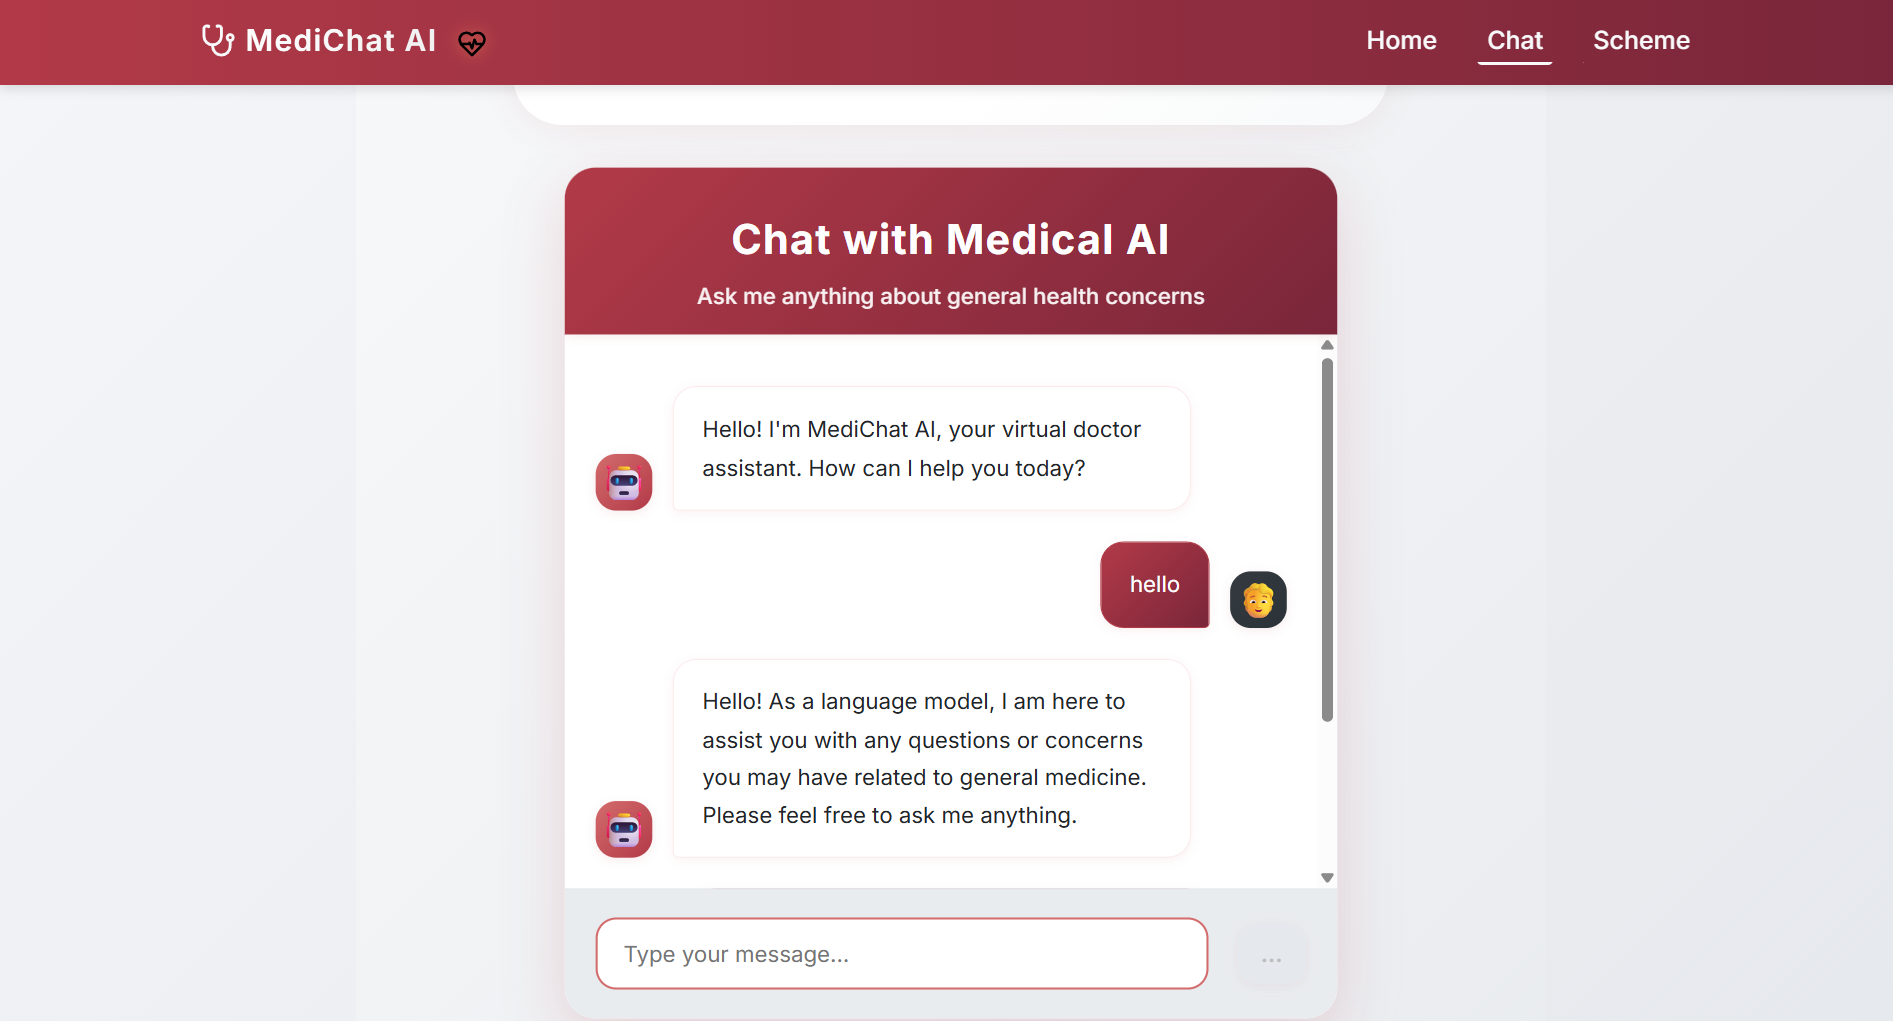 MediChat AI
Home
Chat
Scheme
Chat with Medical AI
Ask me anything about general health concerns
Hello! I'm MediChat AI, your virtual doctor
assistant. How can I help you today?
hello
Hello! As a language model, I am here to
assist you with any questions or concerns
you may have related to general medicine.
Please feel free to ask me anything.
Type your message...
...